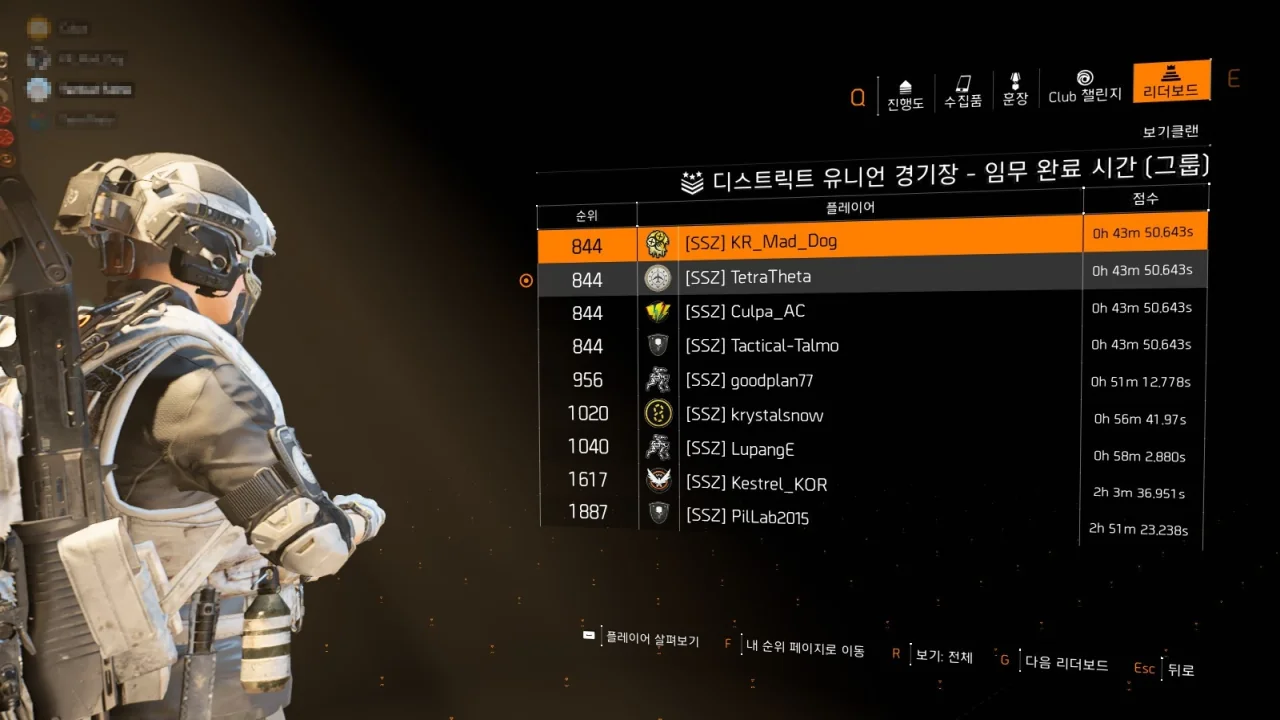 Q
진행도
수집품
훈장
Club 챌린지
리더보드
E
보기클랜
디스트릭트 유니언 경기장 - 임무 완료 시간 (그룹)
순위 플레이어 점수
844 [SSZ] KR_Mad_Dog 0h 43m 50.643s
844 [SSZ] TetraTheta 0h 43m 50.643s
844 [SSZ] Culpa_AC 0h 43m 50.643s
844 [SSZ] Tactical-Talmo 0h 43m 50.643s
956 [SSZ] goodplan77 0h 51m 12.778s
1020 [SSZ] krystalsnow 0h 56m 41.97s
1040 [SSZ] LupangE 0h 58m 2.880s
1617 [SSZ] Kestrel_KOR 2h 3m 36.951s
1887 [SSZ] PilLab2015 2h 51m 23.238s
플레이어 살펴보기
F 내 순위 페이지로 이동
R 보기: 전체
G 다음 리더보드
Esc 뒤로